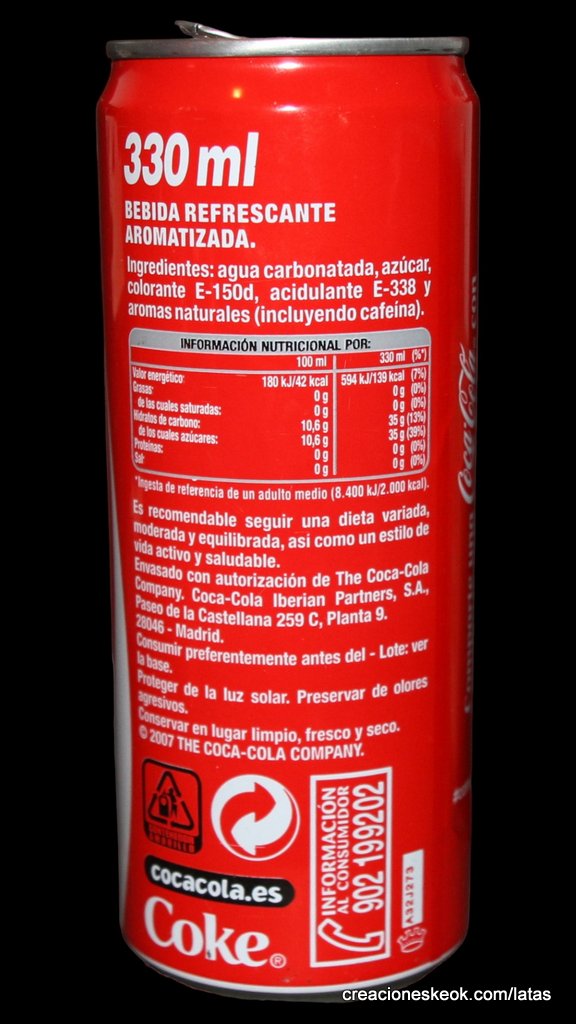 330 ml
BEBIDA REFRESCANTE
AROMATIZADA.
Ingredientes: agua carbonatada, azúcar,
colorante E-150d, acidulante E-338 y
aromas naturales (incluyendo cafeína).
INFORMACIÓN NUTRICIONAL POR:
100 ml 330 ml (%*)
Valor energético: 180 kJ/42 kcal 594 kJ/139 kcal (7%)
Grasas: 0 g 0 g (0%)
de las cuales saturadas: 0 g 0 g (0%)
Hidratos de carbono: 10,6 g 35 g (13%)
de los cuales azúcares: 10,6 g 35 g (39%)
Proteínas: 0 g 0 g (0%)
Sal: 0 g 0 g (0%)
*Ingesta de referencia de un adulto medio (8.400 kJ/2.000 kcal).
Es recomendable seguir una dieta variada,
moderada y equilibrada, así como un estilo de
vida activo y saludable.
Envasado con autorización de The Coca-Cola
Company. Coca-Cola Iberian Partners, S.A.,
Paseo de la Castellana 259 C, Planta 9.
28046 - Madrid.
Consumir preferentemente antes del - Lote: ver
la base.
Proteger de la luz solar. Preservar de olores
agresivos.
Conservar en lugar limpio, fresco y seco.
© 2007 THE COCA-COLA COMPANY.
CONTENEDOR
AMARILLO
INFORMACIÓN
AL CONSUMIDOR
902 199202
cocacola.es
Coke®
A32J273
Comparte una Coca-Cola con
creacioneskeok.com/latas